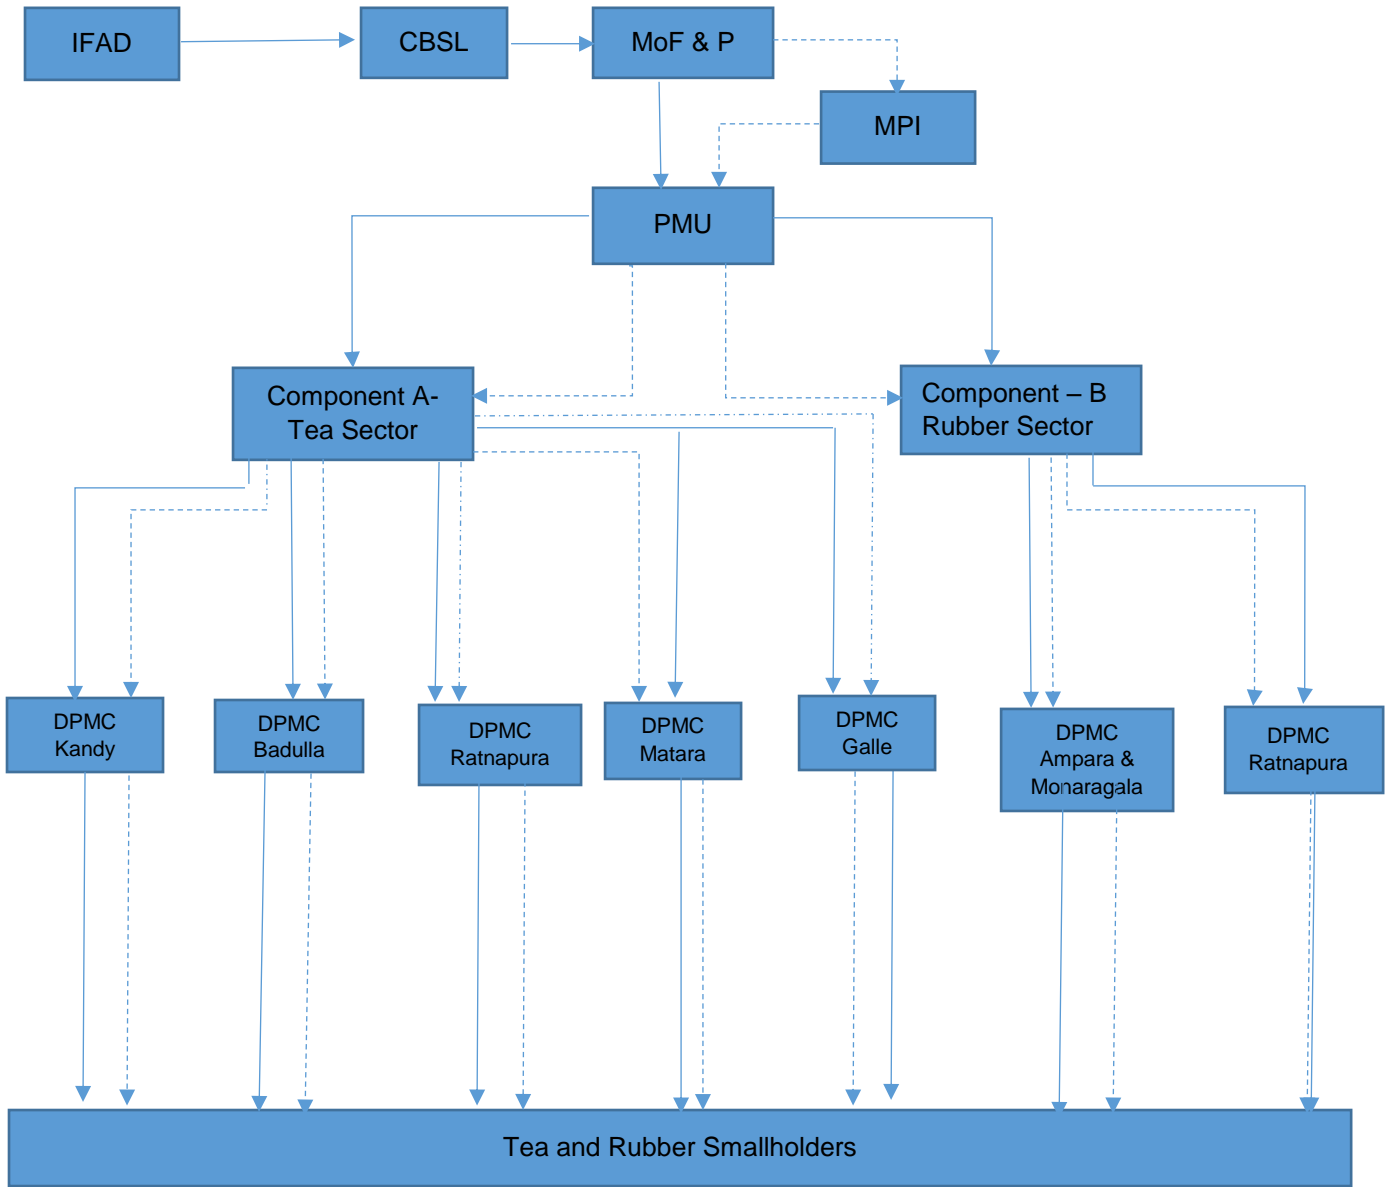 IFAD
CBSL
MoF & P
MPI
PMU
Component A-
Tea Sector
Component – B
Rubber Sector
DPMC
Kandy
DPMC
Badulla
DPMC
Ratnapura
DPMC
Matara
DPMC
Galle
DPMC
Ampara &
Monaragala
DPMC
Ratnapura
Tea and Rubber Smallholders